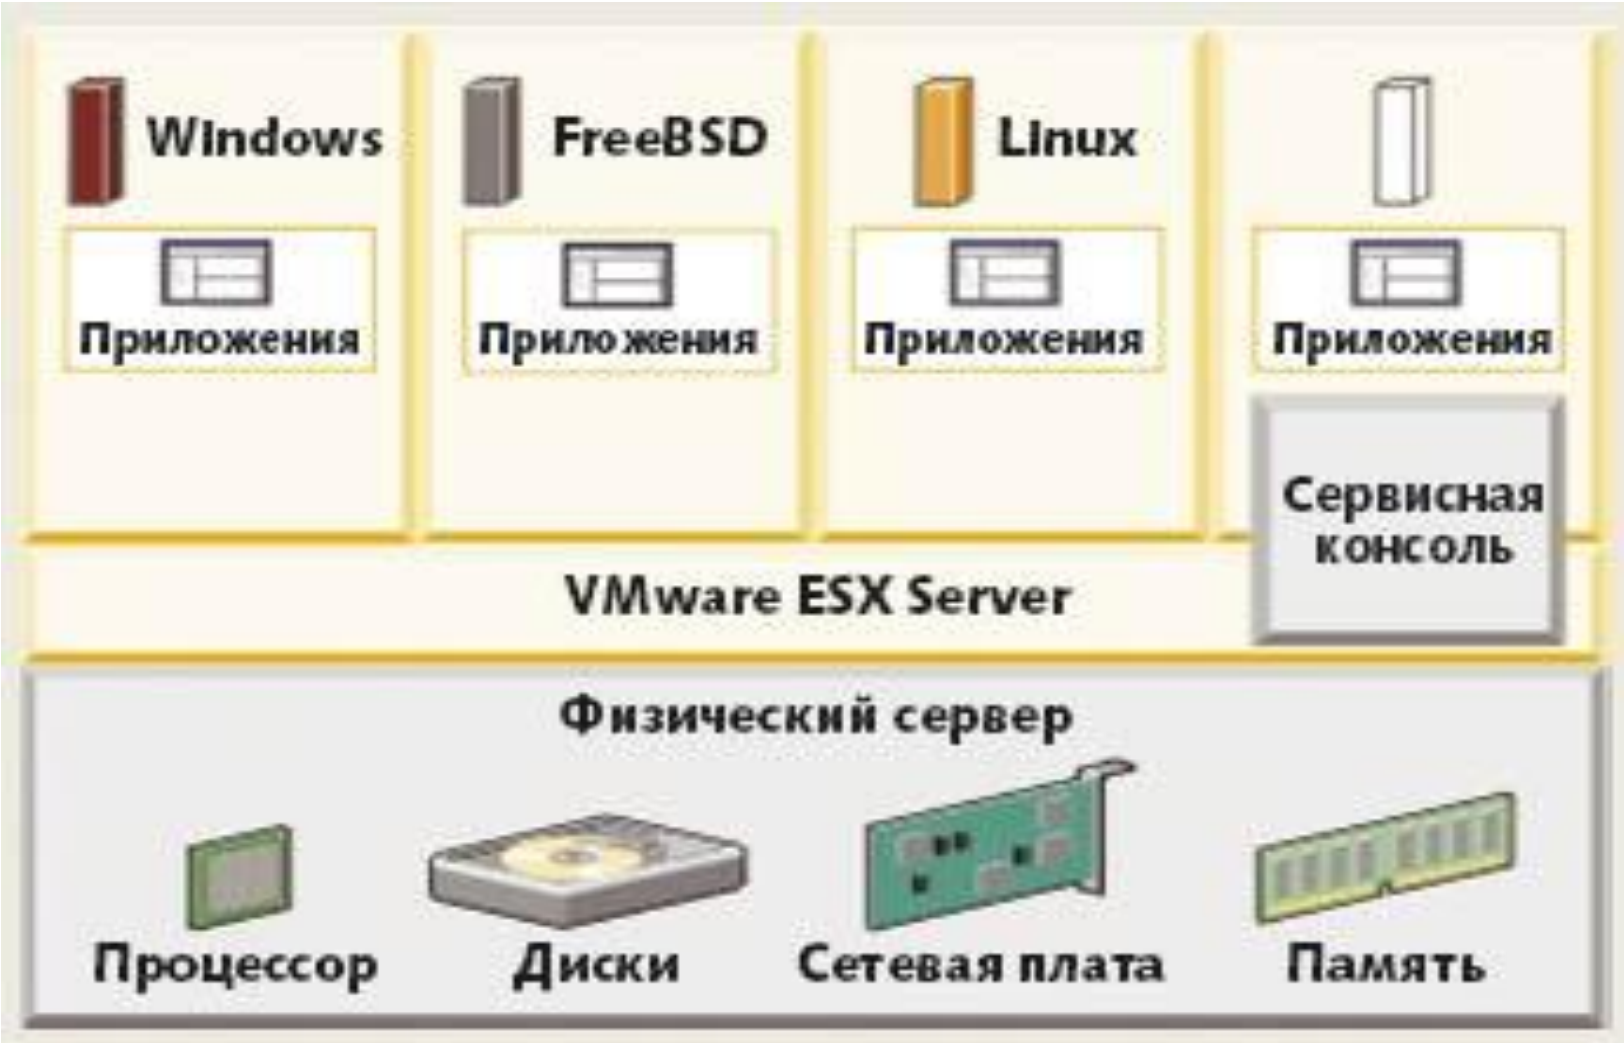 Windows
FreeBSD
Linux
Приложения
Приложения
Приложения
Приложения
Сервисная
консоль
VMware ESX Server
Физический сервер
Процессор
Диски
Сетевая плата
Память